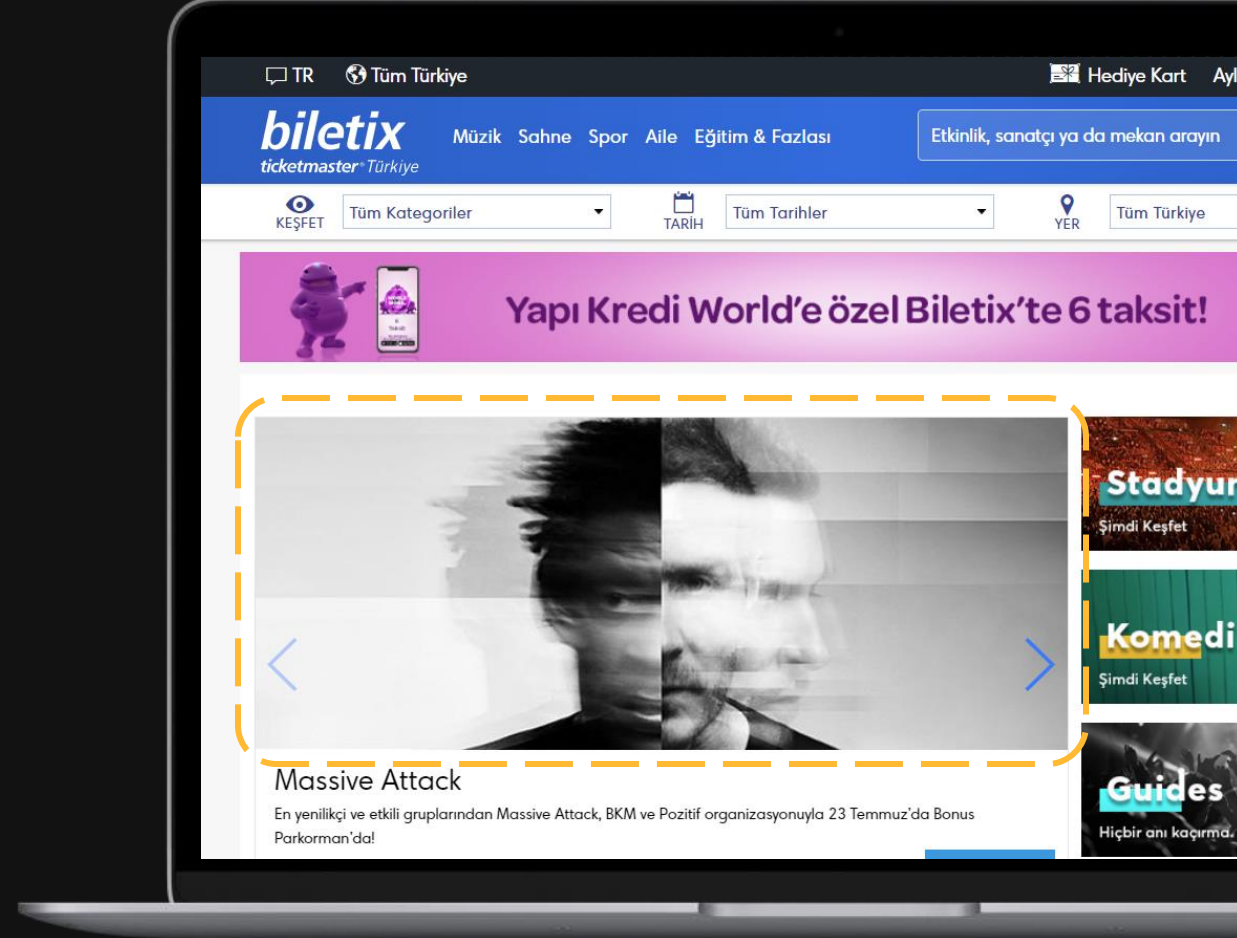 TR Tüm Türkiye Hediye Kart Ayl
biletix
ticketmaster® Türkiye
Müzik Sahne Spor Aile Eğitim & Fazlası
Etkinlik, sanatçı ya da mekan arayın
KEŞFET Tüm Kategoriler TARİH Tüm Tarihler YER Tüm Türkiye
Yapı Kredi World'e özel Biletix'te 6 taksit!
Stadyum
Şimdi Keşfet
Komedi
Şimdi Keşfet
Massive Attack
En yenilikçi ve etkili gruplarından Massive Attack, BKM ve Pozitif organizasyonuyla 23 Temmuz'da Bonus
Parkorman'da!
Guides
Hiçbir anı kaçırma.